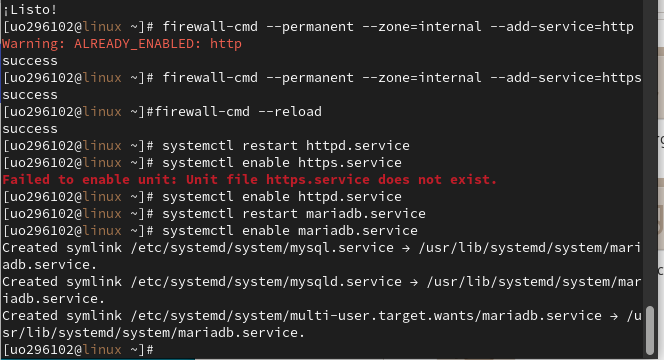 ¡Listo!
[uo296102@linux ~]# firewall-cmd --permanent --zone=internal --add-service=http
Warning: ALREADY_ENABLED: http
success
[uo296102@linux ~]# firewall-cmd --permanent --zone=internal --add-service=https
success
[uo296102@linux ~]#firewall-cmd --reload
success
[uo296102@linux ~]# systemctl restart httpd.service
[uo296102@linux ~]# systemctl enable https.service
Failed to enable unit: Unit file https.service does not exist.
[uo296102@linux ~]# systemctl enable httpd.service
[uo296102@linux ~]# systemctl restart mariadb.service
[uo296102@linux ~]# systemctl enable mariadb.service
Created symlink /etc/systemd/system/mysql.service → /usr/lib/systemd/system/mari
adb.service.
Created symlink /etc/systemd/system/mysqld.service → /usr/lib/systemd/system/mar
iadb.service.
Created symlink /etc/systemd/system/multi-user.target.wants/mariadb.service → /u
sr/lib/systemd/system/mariadb.service.
[uo296102@linux ~]#